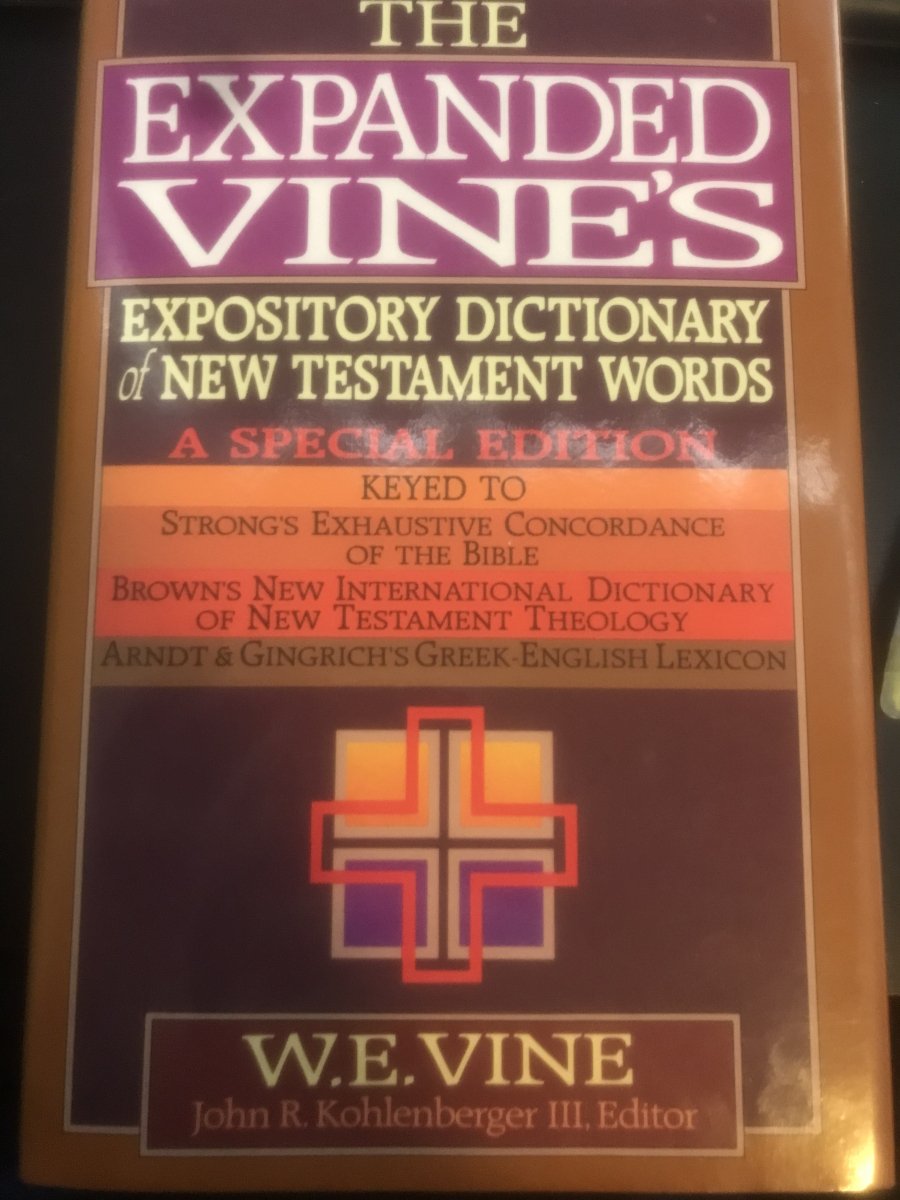 THE
EXPANDED
VINE'S
EXPOSITORY DICTIONARY
of NEW TESTAMENT WORDS
A SPECIAL EDITION
KEYED TO
STRONG'S EXHAUSTIVE CONCORDANCE
OF THE BIBLE
BROWN'S NEW INTERNATIONAL DICTIONARY
OF NEW TESTAMENT THEOLOGY
ARNDT & GINGRICH'S GREEK-ENGLISH LEXICON
W.E. VINE
John R. Kohlenberger III, Editor